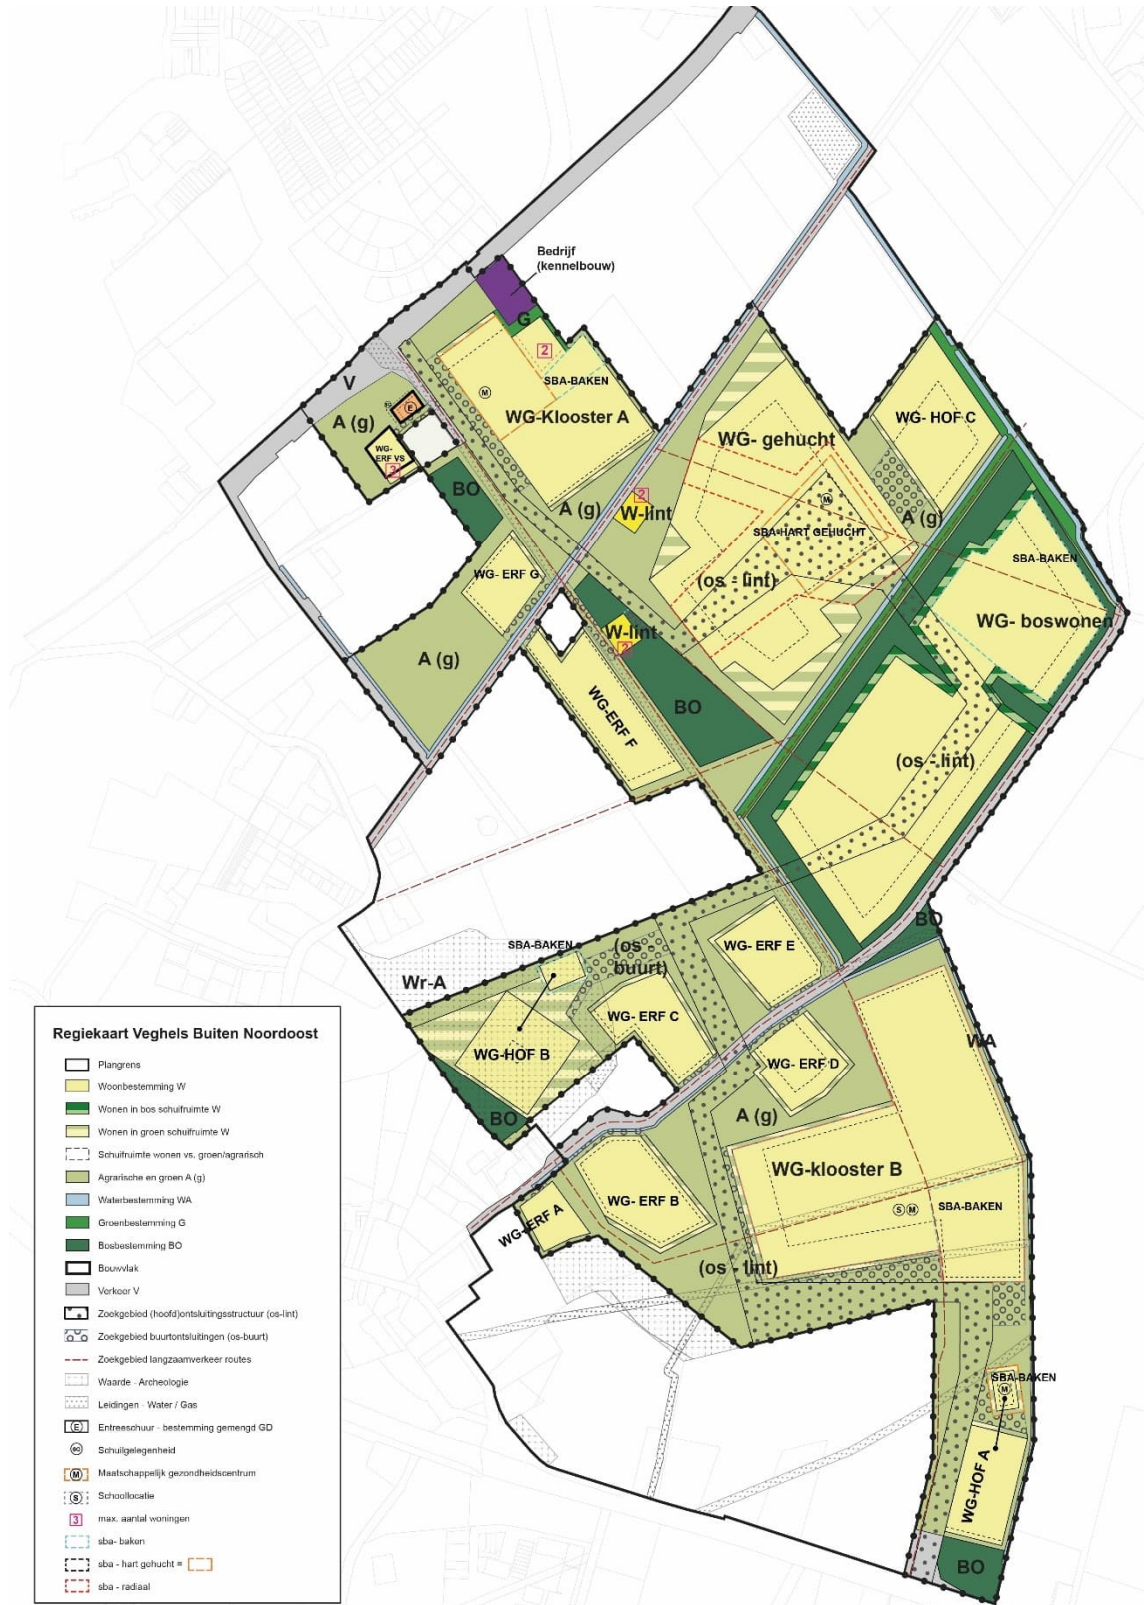 Bedrijf
(kennelbouw)
G
2
V
SBA-BAKEN
M
WG-Klooster A
WG- HOF C
A (g)
E
WG- gehucht
WG-
ERF VS
2
BO
2
W-lint
M
A (g)
A (g)
SBA-HART GEHUCHT
SBA-BAKEN
WG- ERF G
(os - lint)
WG- boswonen
W-lint
2
A (g)
BO
WG-ERF F
(os - lint)
BO
SBA-BAKEN
(os -
buurt)
WG- ERF E
Wr-A
WG- ERF C
WG-HOF B
WA
WG- ERF D
BO
A (g)
WG-klooster B
WG- ERF B
S M
SBA-BAKEN
WG-ERF A
(os - lint)
SBA-BAKEN
M
WG-HOF A
BO
Regiekaart Veghels Buiten Noordoost
Plangrens
Woonbestemming W
Wonen in bos schuifruimte W
Wonen in groen schuifruimte W
Schuifruimte wonen vs. groen/agrarisch
Agrarische en groen A (g)
Waterbestemming WA
Groenbestemming G
Bosbestemming BO
Bouwvlak
Verkeer V
Zoekgebied (hoofd)ontsluitingsstructuur (os-lint)
Zoekgebied buurtontsluitingen (os-buurt)
Zoekgebied langzaamverkeer routes
Waarde - Archeologie
Leidingen - Water / Gas
E Entreeschuur - bestemming gemengd GD
SC Schuilgelegenheid
M Maatschappelijk gezondheidscentrum
S Schoollocatie
3 max. aantal woningen
sba- baken
sba - hart gehucht =
sba - radiaal